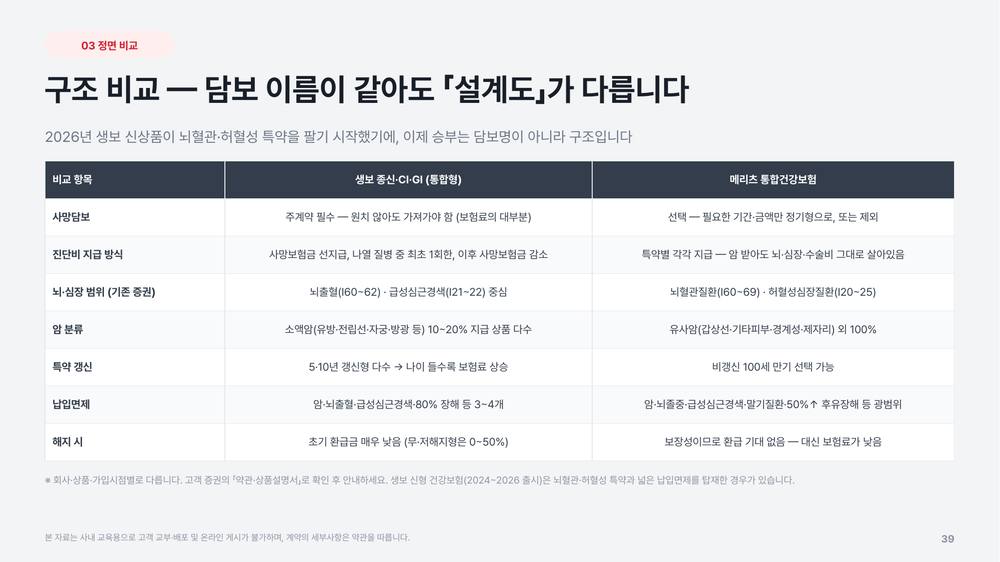 03 정면 비교
구조 비교 — 담보 이름이 같아도 「설계도」가 다릅니다
2026년 생보 신상품이 뇌혈관·허혈성 특약을 팔기 시작했기에, 이제 승부는 담보명이 아니라 구조입니다
비교 항목 생보 종신·CI·GI (통합형) 메리츠 통합건강보험
사망담보 주계약 필수 — 원치 않아도 가져가야 함 (보험료의 대부분) 선택 — 필요한 기간·금액만 정기형으로, 또는 제외
진단비 지급 방식 사망보험금 선지급, 나열 질병 중 최초 1회한, 이후 사망보험금 감소 특약별 각각 지급 — 암 받아도 뇌·심장·수술비 그대로 살아있음
뇌·심장 범위 (기존 증권) 뇌출혈(I60~62) · 급성심근경색(I21~22) 중심 뇌혈관질환(I60~69) · 허혈성심장질환(I20~25)
암 분류 소액암(유방·전립선·자궁·방광 등) 10~20% 지급 상품 다수 유사암(갑상선·기타피부·경계성·제자리) 외 100%
특약 갱신 5·10년 갱신형 다수 → 나이 들수록 보험료 상승 비갱신 100세 만기 선택 가능
납입면제 암·뇌출혈·급성심근경색·80% 장해 등 3~4개 암·뇌졸중·급성심근경색·말기질환·50%↑ 후유장해 등 광범위
해지 시 초기 환급금 매우 낮음 (무·저해지형은 0~50%) 보장성이므로 환급 기대 없음 — 대신 보험료가 낮음
※ 회사·상품·가입시점별로 다릅니다. 고객 증권의 「약관·상품설명서」로 확인 후 안내하세요. 생보 신형 건강보험(2024~2026 출시)은 뇌혈관·허혈성 특약과 넓은 납입면제를 탑재한 경우가 있습니다.
본 자료는 사내 교육용으로 고객 교부·배포 및 온라인 게시가 불가하며, 계약의 세부사항은 약관을 따릅니다.
39